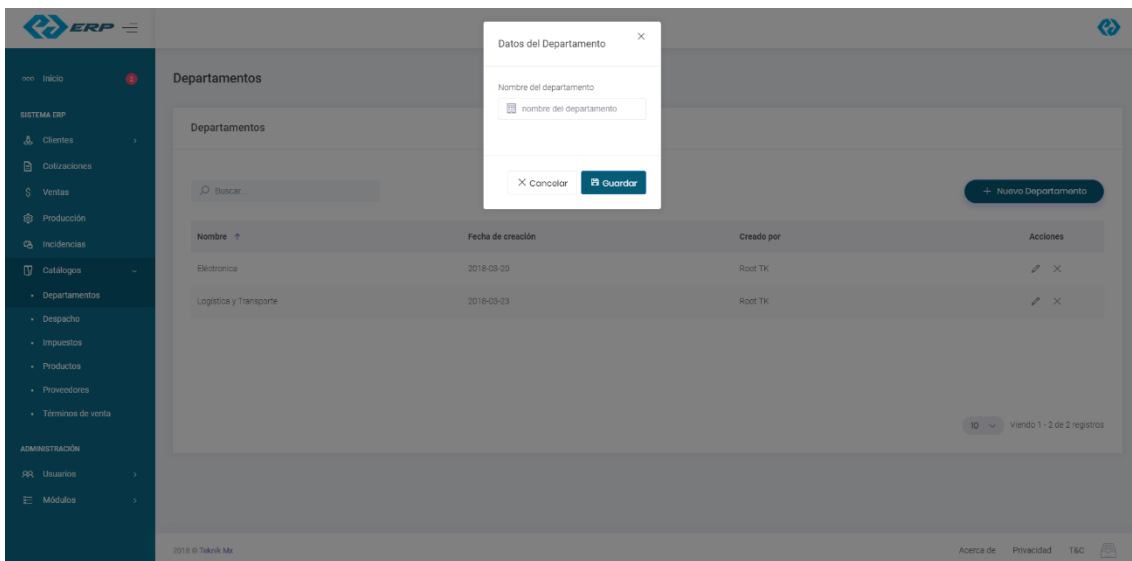 ERP
Inicio 2
SISTEMA ERP
Clientes
Cotizaciones
Ventas
Producción
Incidencias
Catálogos
Departamentos
Despacho
Impuestos
Productos
Proveedores
Términos de venta
ADMINISTRACIÓN
Usuarios
Módulos
Departamentos
Departamentos
Buscar...
+ Nuevo Departamento
Nombre ↑ Fecha de creación Creado por Acciones
Eléctronica 2018-03-20 Root TK
Logística y Transporte 2018-03-23 Root TK
10 Viendo 1 - 2 de 2 registros
Datos del Departamento
Nombre del departamento
nombre del departamento
Cancelar Guardar
2018 © Teknik Mx Acerca de Privacidad T&C